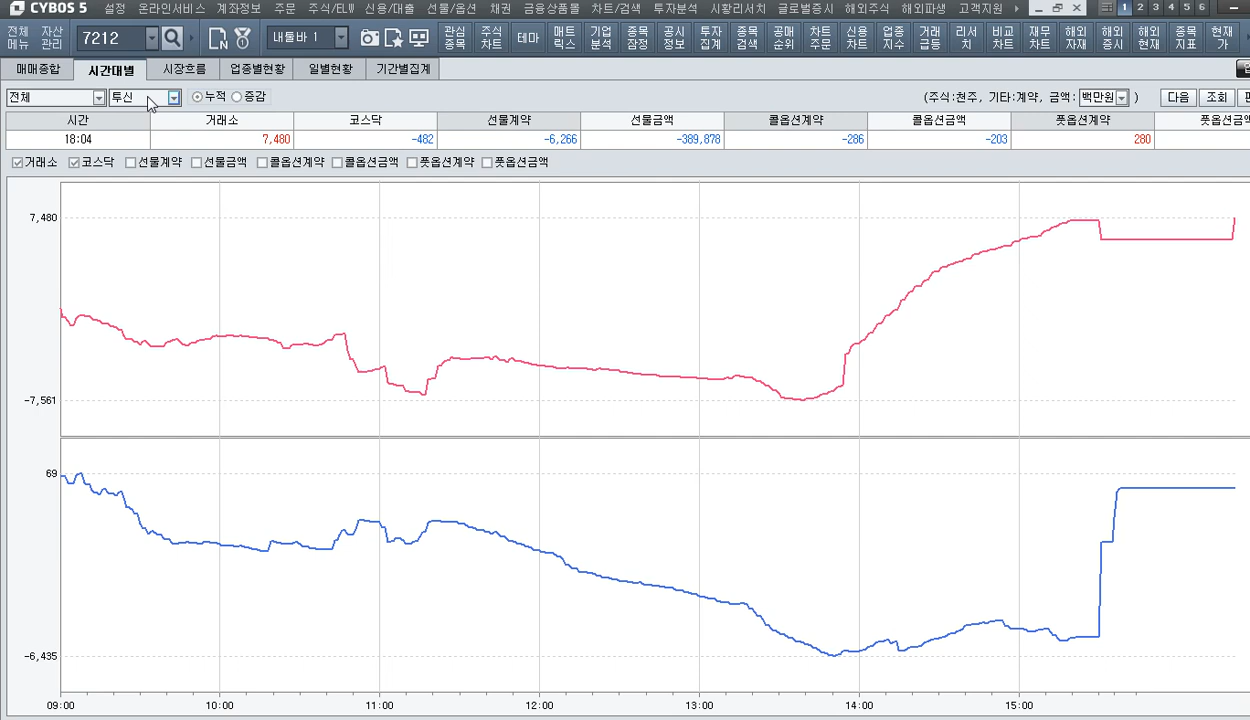 CYBOS 5 설정 온라인서비스 계좌정보 주문 주식/ELW 신용/대출 선물/옵션 채권 금융상품몰 차트/검색 투자분석 시황리서치 글로벌증시 해외주식 해외파생 고객지원 1 2 3 4 5 6
전체 메뉴 자산 관리 7212 내툴바 1 관심 종목 주식 차트 테마 매트 릭스 기업 분석 종목 잠정 공시 정보 투자 집계 종목 검색 공매 순위 차트 주문 신용 차트 업종 지수 거래 급등 리서 치 비교 차트 재무 차트 해외 자재 해외 증시 해외 현재 종목 지표 현재 가
매매종합 시간대별 시장흐름 업종별현황 일별현황 기간별집계
전체 투신 누적 증감 (주식:천주, 기타:계약, 금액: 백만원 ) 다음 조회
시간 거래소 코스닥 선물계약 선물금액 콜옵션계약 콜옵션금액 풋옵션계약 풋옵션금
18:04 7,480 -482 -6,266 -389,878 -286 -203 280
거래소 코스닥 선물계약 선물금액 콜옵션계약 콜옵션금액 풋옵션계약 풋옵션금액
7,480
-7,561
69
-6,435
09:00 10:00 11:00 12:00 13:00 14:00 15:00